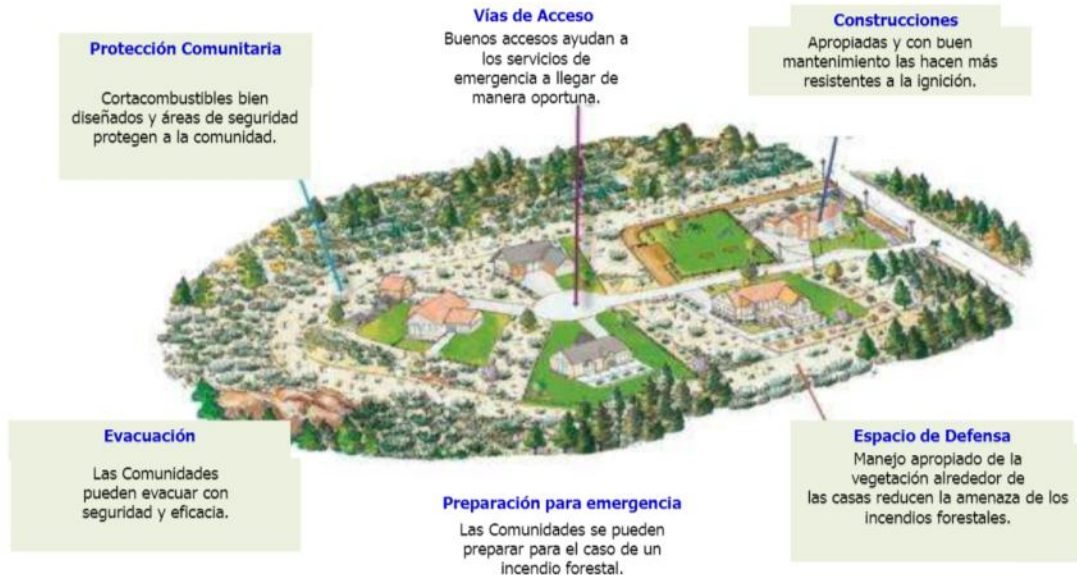 Vías de Acceso
Buenos accesos ayudan a
los servicios de
emergencia a llegar de
manera oportuna.
Construcciones
Apropiadas y con buen
mantenimiento las hacen más
resistentes a la ignición.
Protección Comunitaria
Cortacombustibles bien
diseñados y áreas de seguridad
protegen a la comunidad.
Evacuación
Las Comunidades
pueden evacuar con
seguridad y eficacia.
Preparación para emergencia
Las Comunidades se pueden
preparar para el caso de un
incendio forestal.
Espacio de Defensa
Manejo apropiado de la
vegetación alrededor de
las casas reducen la amenaza de los
incendios forestales.